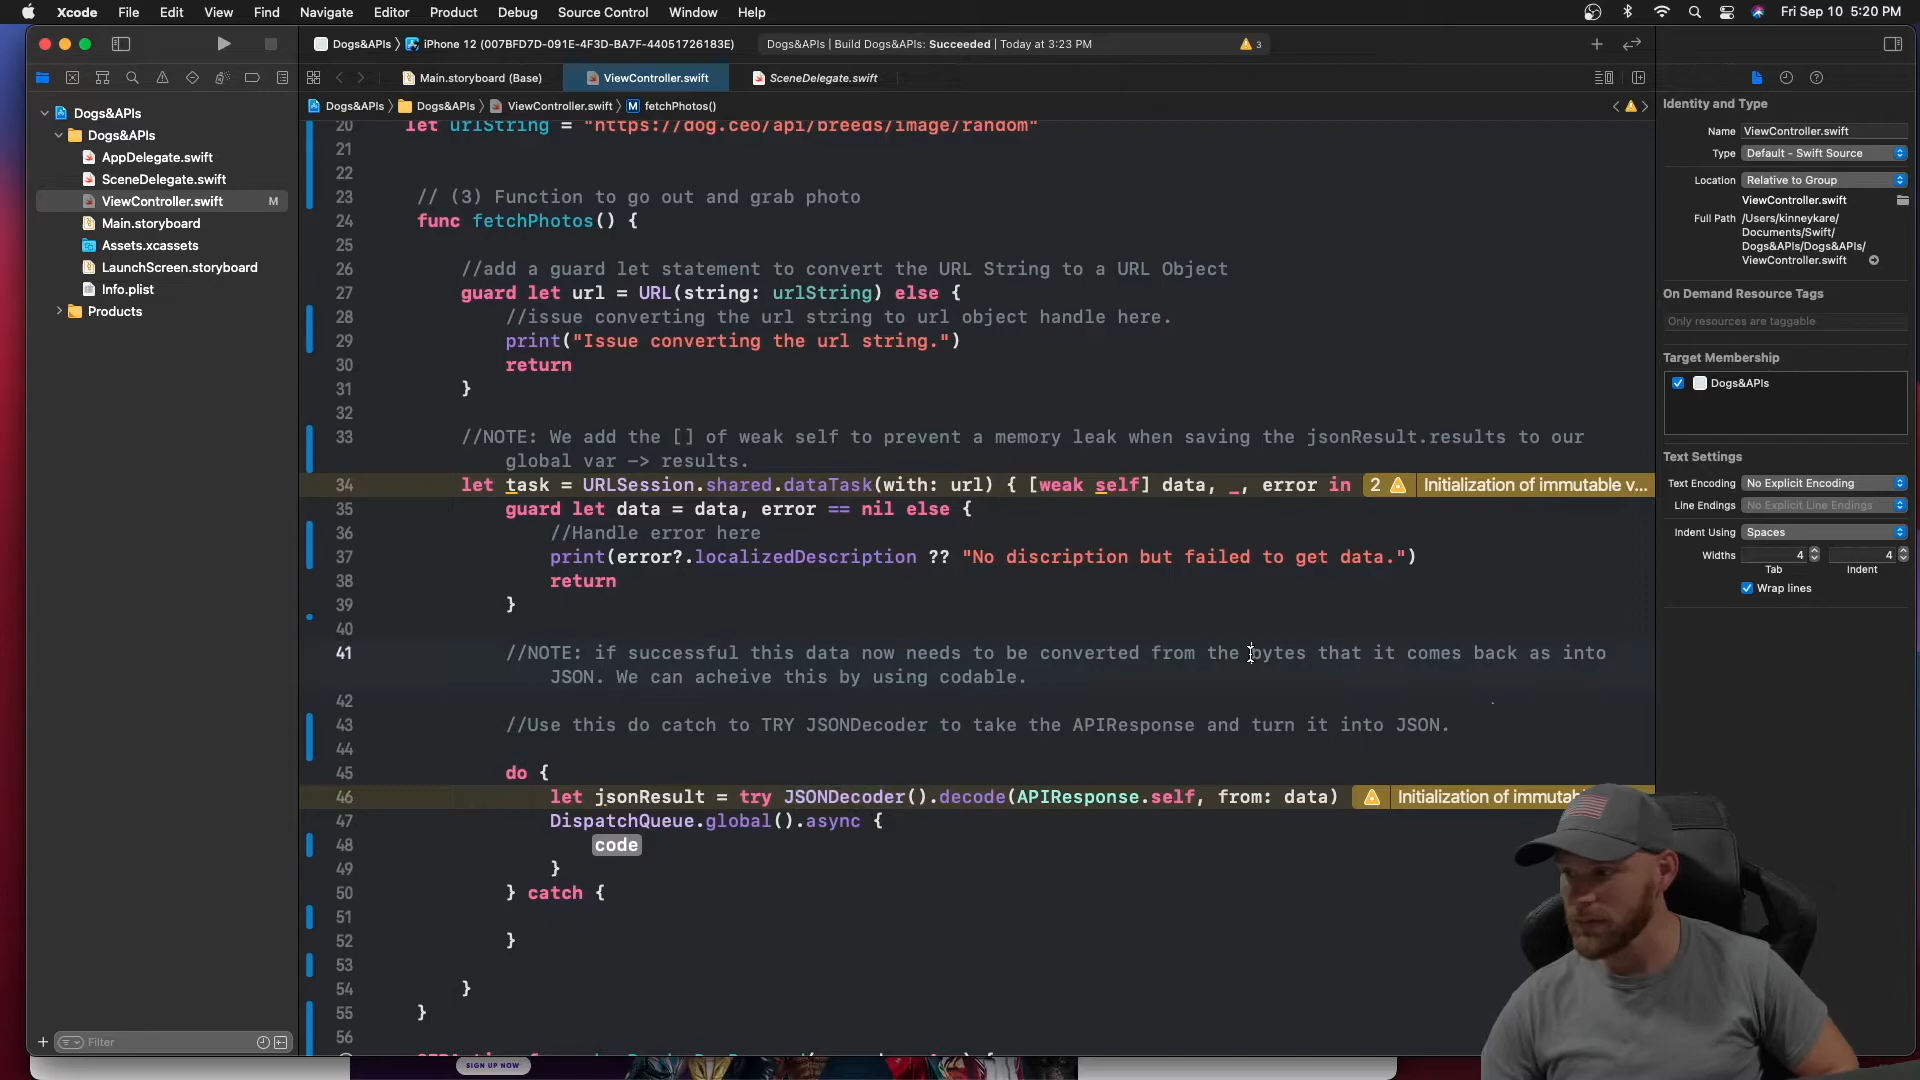 Xcode File Edit View Find Navigate Editor Product Debug Source Control Window Help Fri Sep 10 5:20 PM
Dogs&APIs iPhone 12 (007BFD7D-091E-4F3D-BA7F-44051726183E) Dogs&APIs | Build Dogs&APIs: Succeeded | Today at 3:23 PM 3
Main.storyboard (Base) ViewController.swift SceneDelegate.swift
Dogs&APIs Dogs&APIs ViewController.swift M fetchPhotos()
Dogs&APIs
Dogs&APIs
AppDelegate.swift
SceneDelegate.swift
ViewController.swift M
Main.storyboard
Assets.xcassets
LaunchScreen.storyboard
Info.plist
Products
Filter
20 let urlString = "https://dog.ceo/api/breeds/image/random"
21
22
23 // (3) Function to go out and grab photo
24 func fetchPhotos() {
25
26 //add a guard let statement to convert the URL String to a URL Object
27 guard let url = URL(string: urlString) else {
28 //issue converting the url string to url object handle here.
29 print("Issue converting the url string.")
30 return
31 }
32
33 //NOTE: We add the [] of weak self to prevent a memory leak when saving the jsonResult.results to our
global var -> results.
34 let task = URLSession.shared.dataTask(with: url) { [weak self] data, _, error in 2 Initialization of immutable v...
35 guard let data = data, error == nil else {
36 //Handle error here
37 print(error?.localizedDescription ?? "No discription but failed to get data.")
38 return
39 }
40
41 //NOTE: if successful this data now needs to be converted from the bytes that it comes back as into
JSON. We can acheive this by using codable.
42
43 //Use this do catch to TRY JSONDecoder to take the APIResponse and turn it into JSON.
44
45 do {
46 let jsonResult = try JSONDecoder().decode(APIResponse.self, from: data) Initialization of
47 DispatchQueue.global().async {
48 code
49 }
50 } catch {
51
52 }
53
54 }
55 }
56
SIGN UP NOW
Identity and Type
Name ViewController.swift
Type Default - Swift Source
Location Relative to Group
ViewController.swift
Full Path /Users/kinneykare/
Documents/Swift/
Dogs&APIs/Dogs&APIs/
ViewController.swift
On Demand Resource Tags
Only resources are taggable
Target Membership
Dogs&APIs
Text Settings
Text Encoding No Explicit Encoding
Line Endings No Explicit Line Endings
Indent Using Spaces
Widths 4 4
Tab Indent
Wrap lines